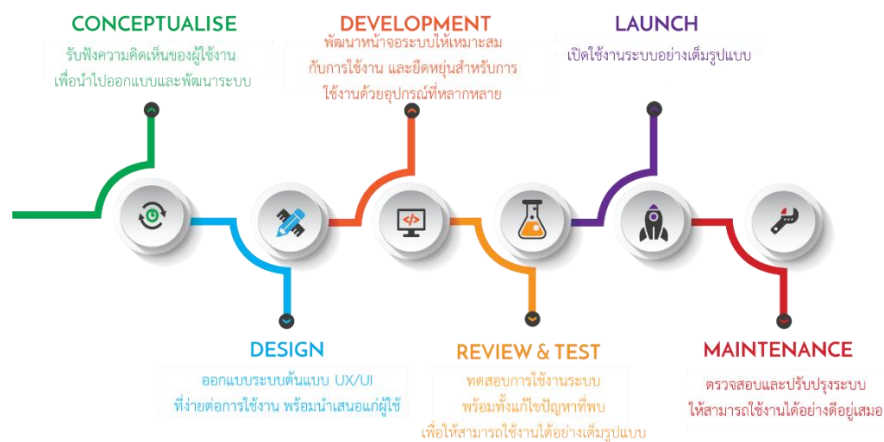 CONCEPTUALISE
รับฟังความคิดเห็นของผู้ใช้งาน
เพื่อนำไปออกแบบและพัฒนาระบบ
DEVELOPMENT
พัฒนาหน้าจอระบบให้เหมาะสม
กับการใช้งาน และยืดหยุ่นสำหรับการ
ใช้งานด้วยอุปกรณ์ที่หลากหลาย
LAUNCH
เปิดใช้งานระบบอย่างเต็มรูปแบบ
</>
DESIGN
ออกแบบระบบต้นแบบ UX/UI
ที่ง่ายต่อการใช้งาน พร้อมนำเสนอแก่ผู้ใช้
REVIEW & TEST
ทดสอบการใช้งานระบบ
พร้อมทั้งแก้ไขปัญหาที่พบ
เพื่อให้สามารถใช้งานได้อย่างเต็มรูปแบบ
MAINTENANCE
ตรวจสอบและปรับปรุงระบบ
ให้สามารถใช้งานได้อย่างดีอยู่เสมอ